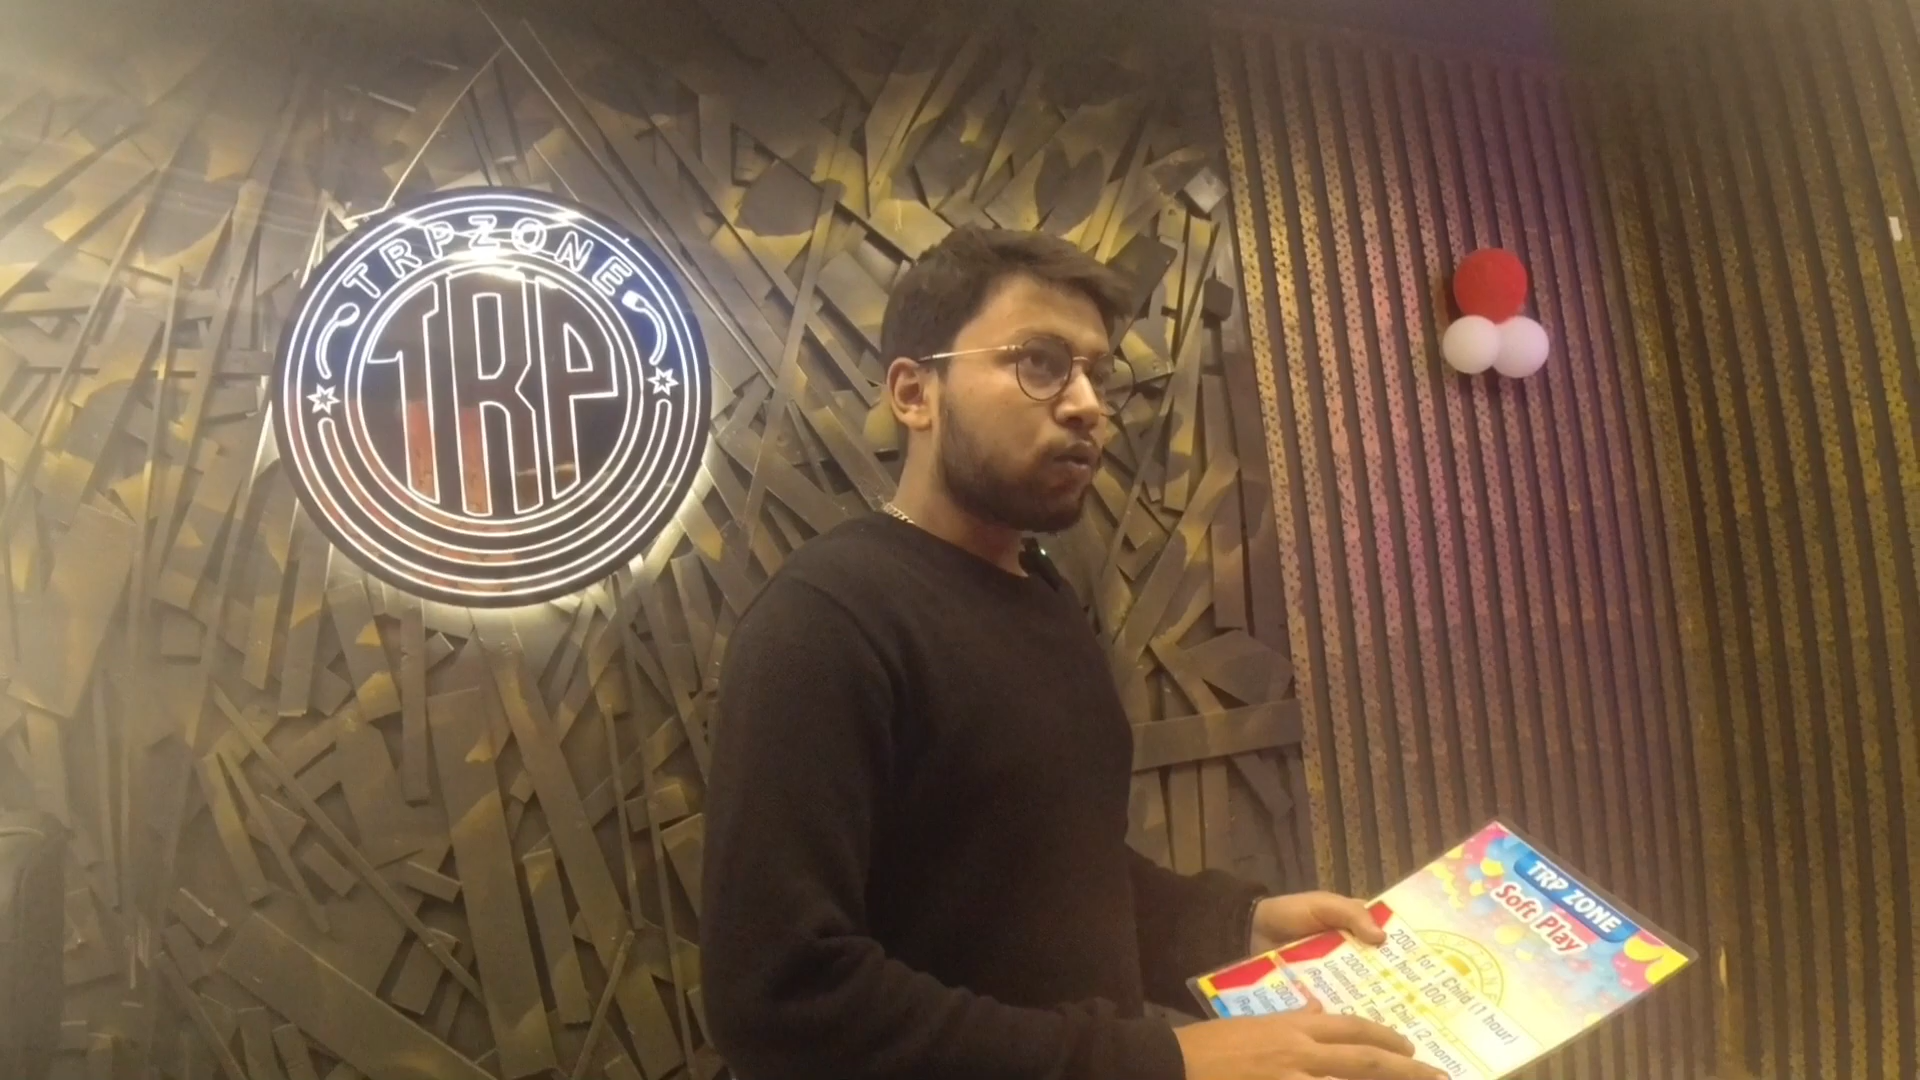 TRPZONE
TRP
TRP ZONE
Soft Play
200/- for 1 Child (1 hour)
Next hour 100/-
2000/- for 1 Child (2 month)
Unlimited Time
(Register
3000